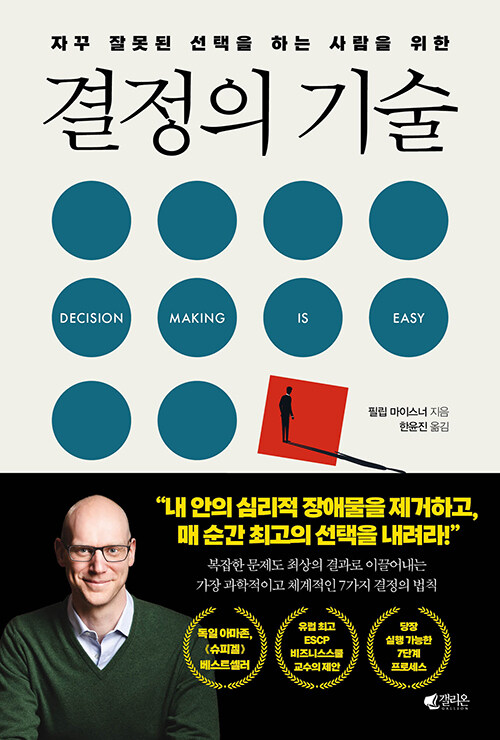 자꾸 잘못된 선택을 하는 사람을 위한
결정의 기술
DECISION MAKING IS EASY
필립 마이스너 지음
한윤진 옮김
“내 안의 심리적 장애물을 제거하고,
매 순간 최고의 선택을 내려라!”
복잡한 문제도 최상의 결과로 이끌어내는
가장 과학적이고 체계적인 7가지 결정의 법칙
독일 아마존,
《슈피겔》
베스트셀러
유럽 최고
ESCP
비즈니스스쿨
교수의 제안
당장
실행 가능한
7단계
프로세스
갤리온
GALLEON